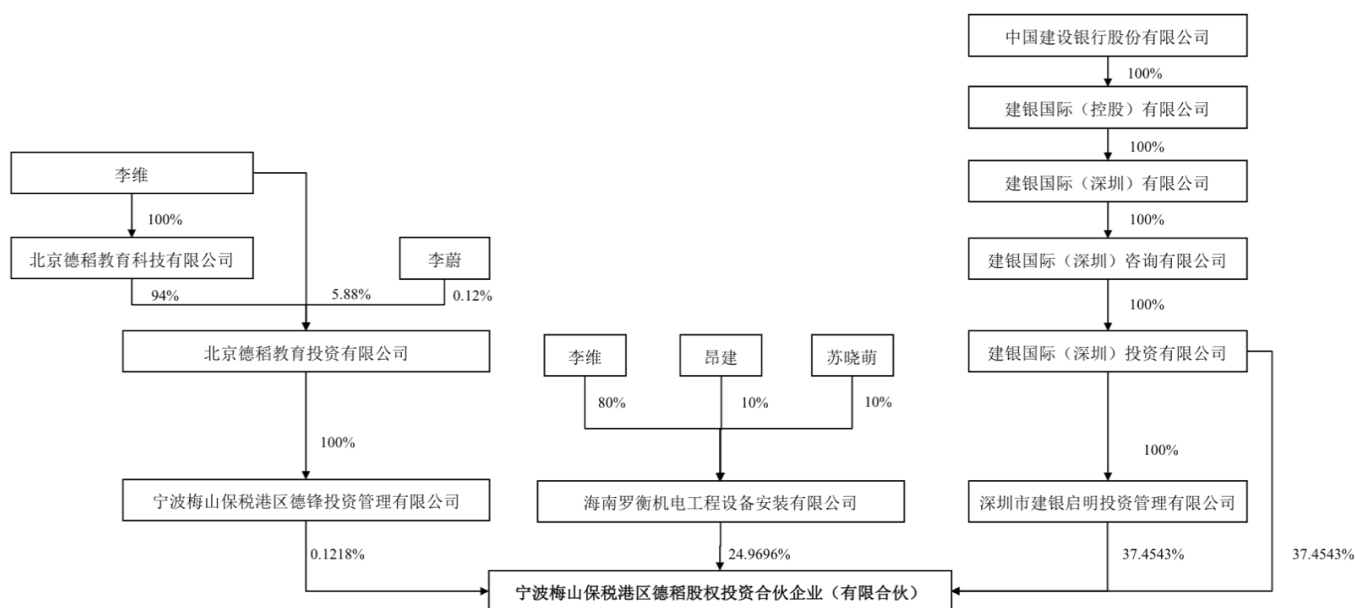 中国建设银行股份有限公司
100%
建银国际（控股）有限公司
100%
李维
建银国际（深圳）有限公司
100%
100%
北京德稻教育科技有限公司
李蔚
建银国际（深圳）咨询有限公司
94%
5.88%
0.12%
100%
北京德稻教育投资有限公司
李维
昂建
苏晓萌
建银国际（深圳）投资有限公司
80%
10%
10%
100%
100%
宁波梅山保税港区德锋投资管理有限公司
海南罗衡机电工程设备安装有限公司
深圳市建银启明投资管理有限公司
0.1218%
24.9696%
37.4543%
37.4543%
宁波梅山保税港区德稻股权投资合伙企业（有限合伙）